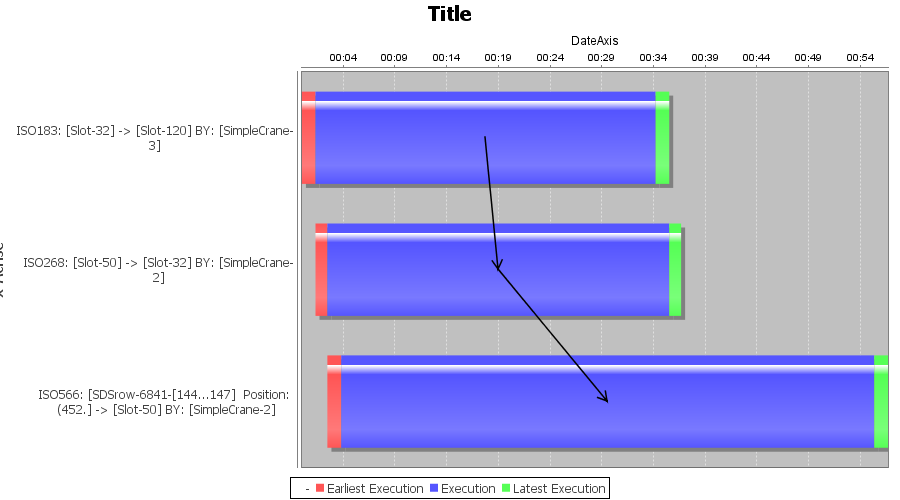 Title
DateAxis
00:04 00:09 00:14 00:19 00:24 00:29 00:34 00:39 00:44 00:49 00:54
ISO183: [Slot-32] -> [Slot-120] BY: [SimpleCrane-
3]
ISO268: [Slot-50] -> [Slot-32] BY: [SimpleCrane-
2]
ISO566: [SDSrow-6841-[144...147] Position:
(452.] -> [Slot-50] BY: [SimpleCrane-2]
- Earliest Execution Execution Latest Execution